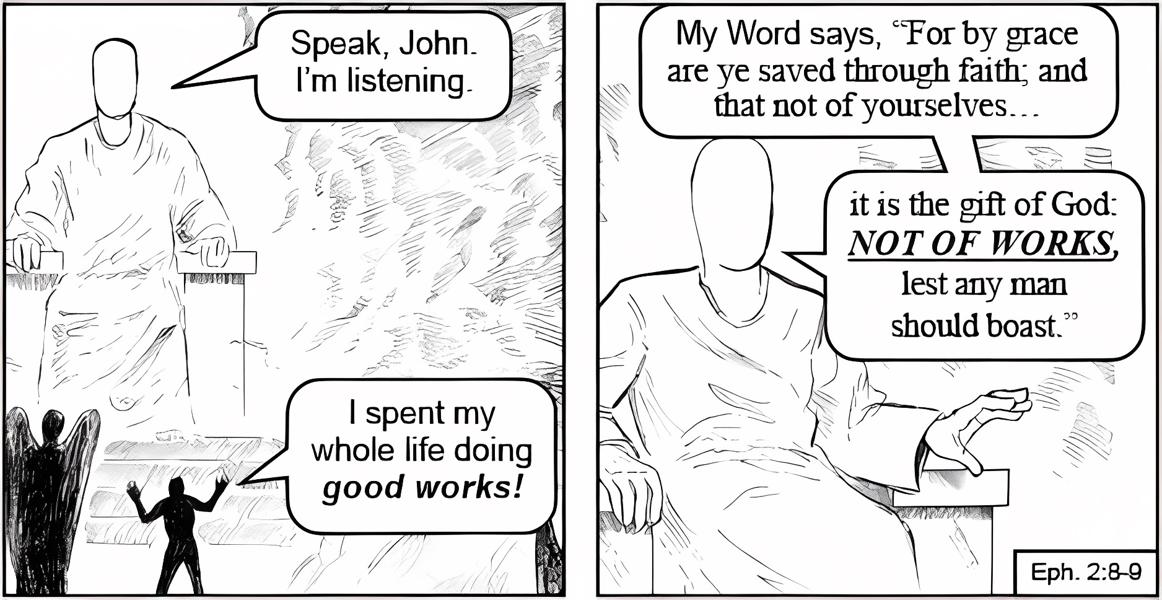 Speak, John.
I'm listening.
I spent my
whole life doing
good works!
My Word says, “For by grace
are ye saved through faith; and
that not of yourselves...
it is the gift of God:
NOT OF WORKS,
lest any man
should boast.”
Eph. 2:8-9